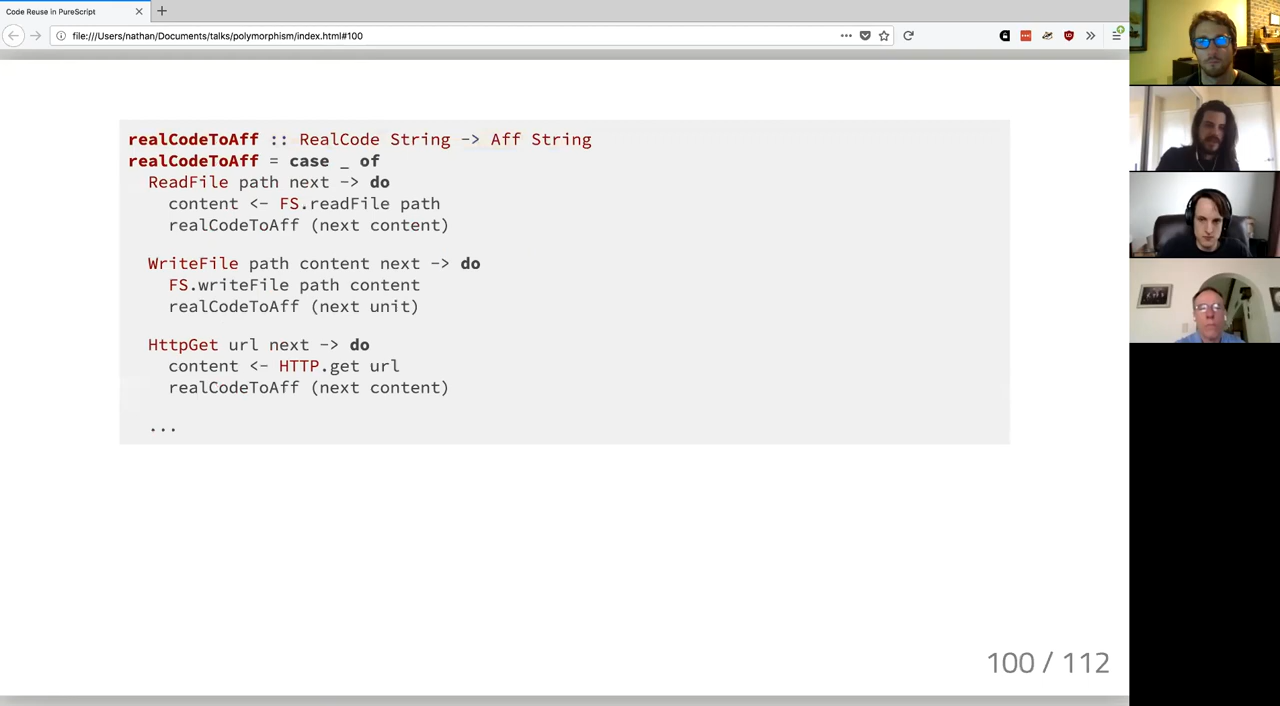 Code Reuse in PureScript
file:///Users/nathan/Documents/talks/polymorphism/index.html#100
realCodeToAff :: RealCode String -> Aff String
realCodeToAff = case _ of
ReadFile path next -> do
content <- FS.readFile path
realCodeToAff (next content)
WriteFile path content next -> do
FS.writeFile path content
realCodeToAff (next unit)
HttpGet url next -> do
content <- HTTP.get url
realCodeToAff (next content)
...
100 / 112